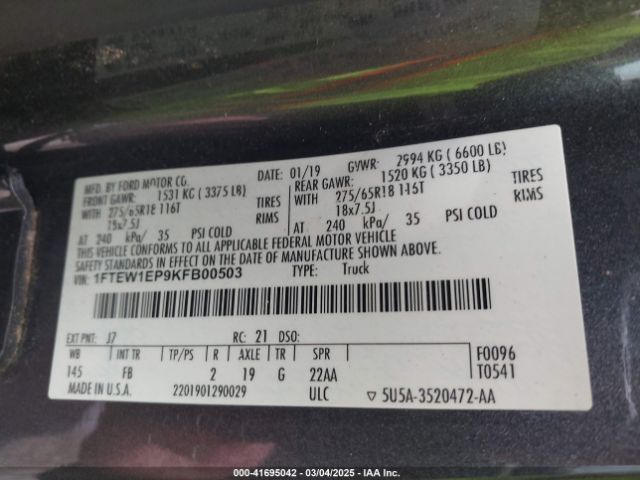 MFD. BY FORD MOTOR CO.
DATE: 01/19 GVWR: 2994 KG ( 6600 LB)
FRONT GAWR: 1531 KG ( 3375 LB)
REAR GAWR: 1520 KG ( 3350 LB)
WITH 275/65R18 116T TIRES
WITH 275/65R18 116T TIRES
18x7.5J RIMS
18x7.5J RIMS
AT 240 kPa/ 35 PSI COLD
AT 240 kPa/ 35 PSI COLD
THIS VEHICLE CONFORMS TO ALL APPLICABLE FEDERAL MOTOR VEHICLE
SAFETY STANDARDS IN EFFECT ON THE DATE OF MANUFACTURE SHOWN ABOVE.
VIN: 1FTEW1EP9KFB00503 TYPE: Truck
EXT PNT: J7 RC: 21 DSO:
WB INT TR TP/PS R AXLE TR SPR F0096
145 FB 2 19 G 22AA T0541
MADE IN U.S.A. 2201901290029 ULC ▽ 5U5A-3520472-AA
000-41695042 - 03/04/2025 - IAA Inc.